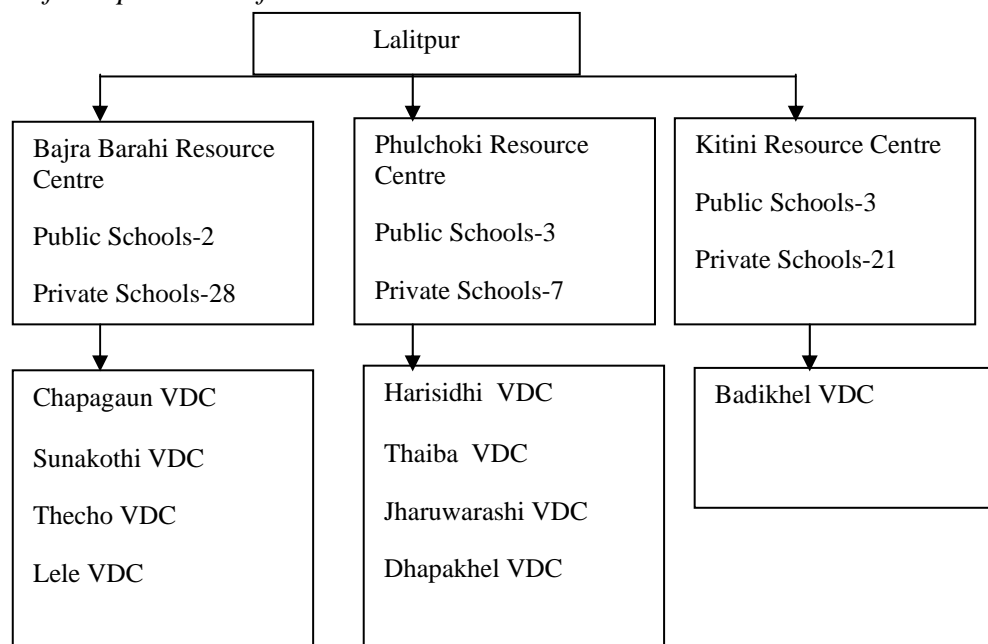 Lalitpur
Bajra Barahi Resource
Centre
Public Schools-2
Private Schools-28
Phulchoki Resource
Centre
Public Schools-3
Private Schools-7
Kitini Resource Centre
Public Schools-3
Private Schools-21
Chapagaun VDC
Sunakothi VDC
Thecho VDC
Lele VDC
Harisidhi VDC
Thaiba VDC
Jharuwarashi VDC
Dhapakhel VDC
Badikhel VDC